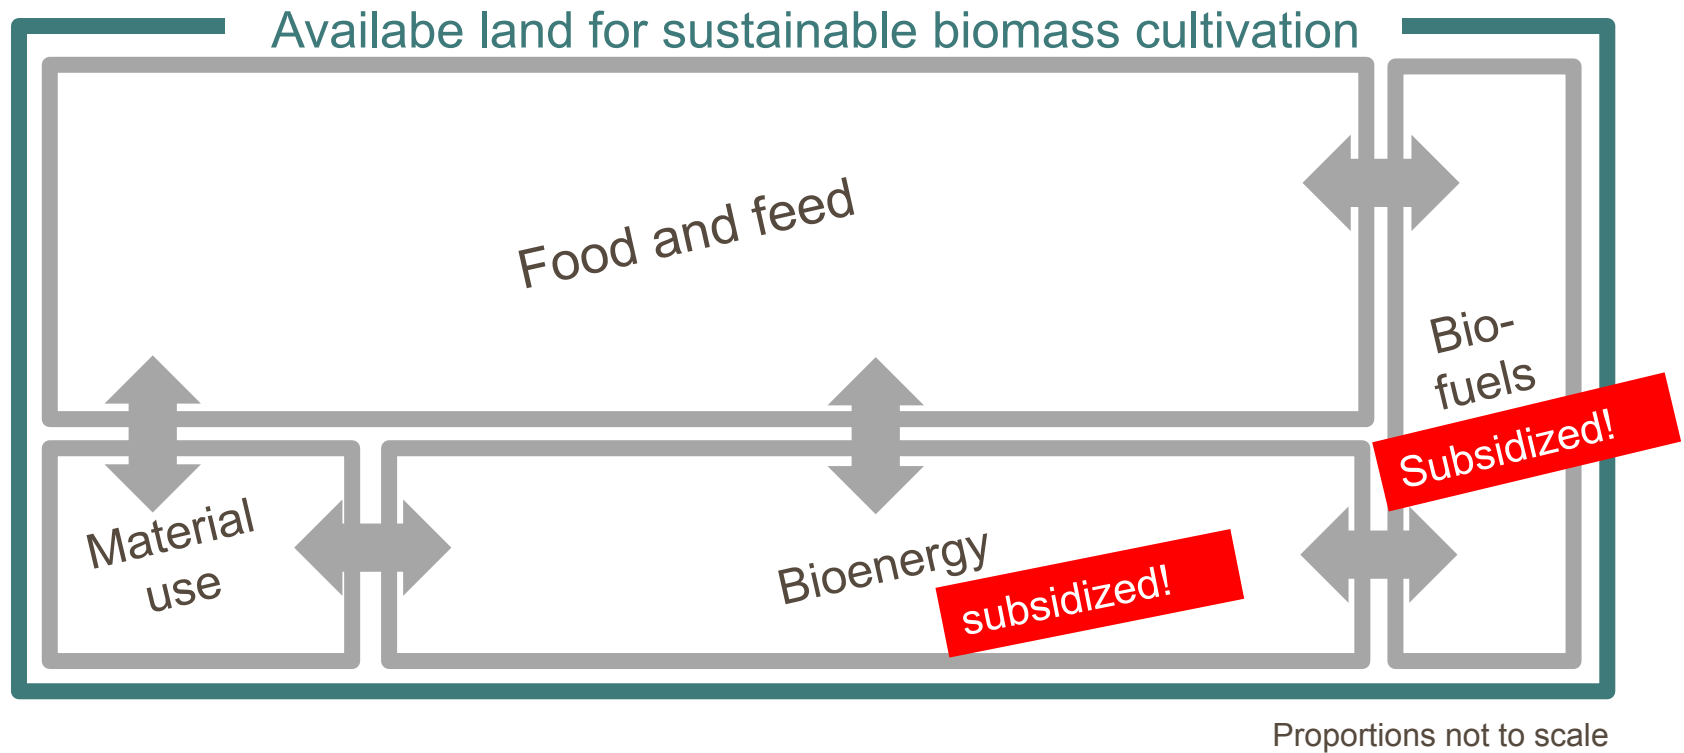 Availabe land for sustainable biomass cultivation
Food and feed
Bio-
fuels
Subsidized!
Material
use
Bioenergy
subsidized!
Proportions not to scale